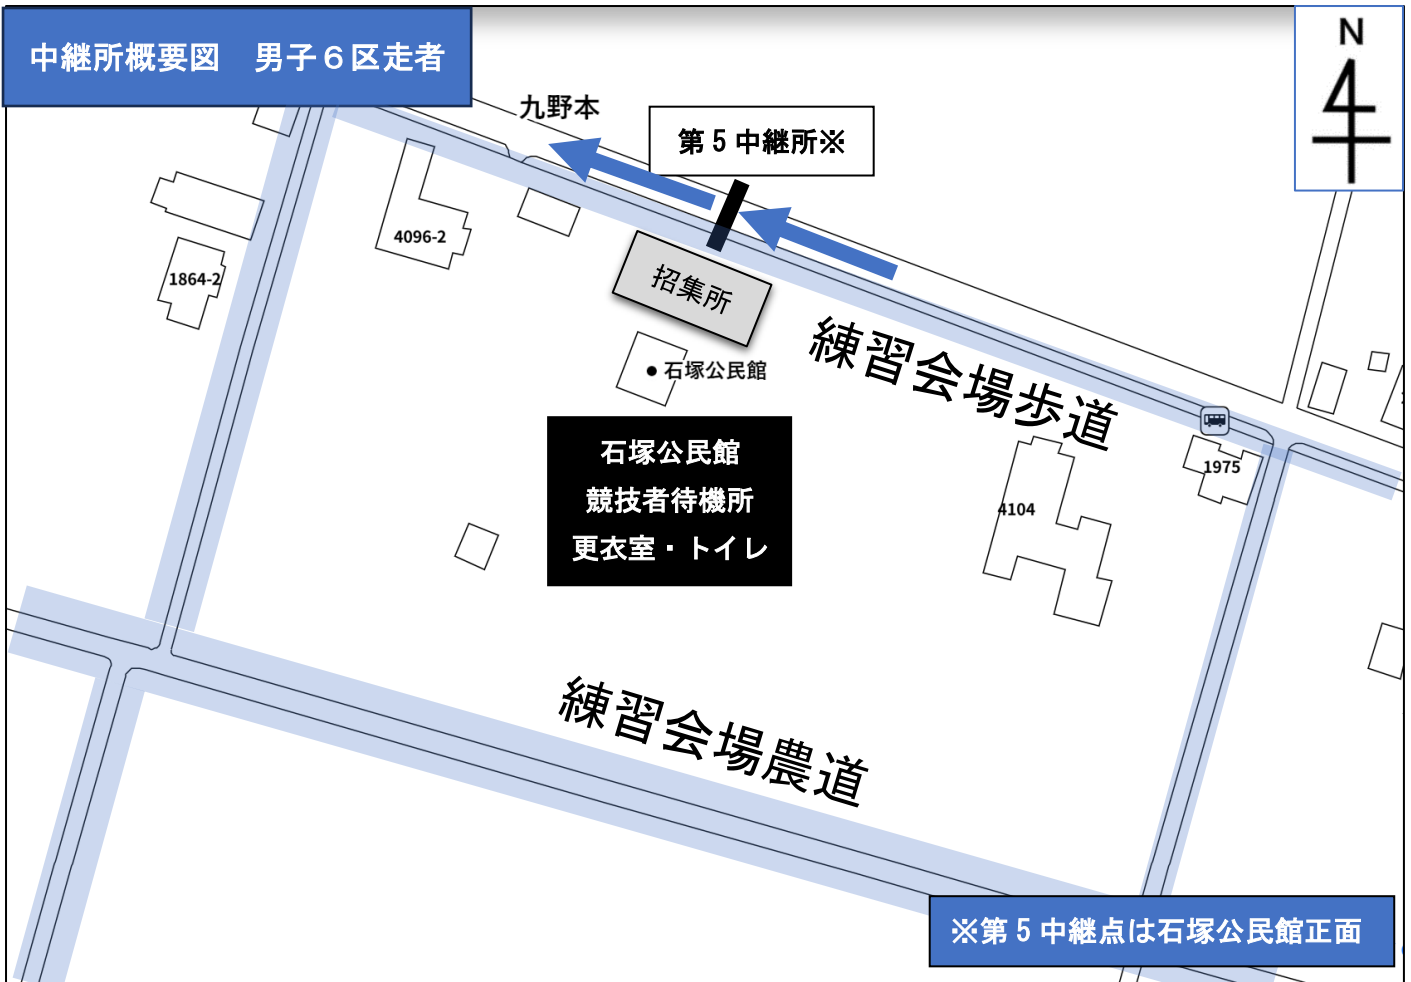 中継所概要図　男子６区走者
N
九野本
第５中継所※
4096-2
1864-2
招集所
石塚公民館
練習会場歩道
石塚公民館
競技者待機所
更衣室・トイレ
1975
4104
練習会場農道
※第５中継点は石塚公民館正面